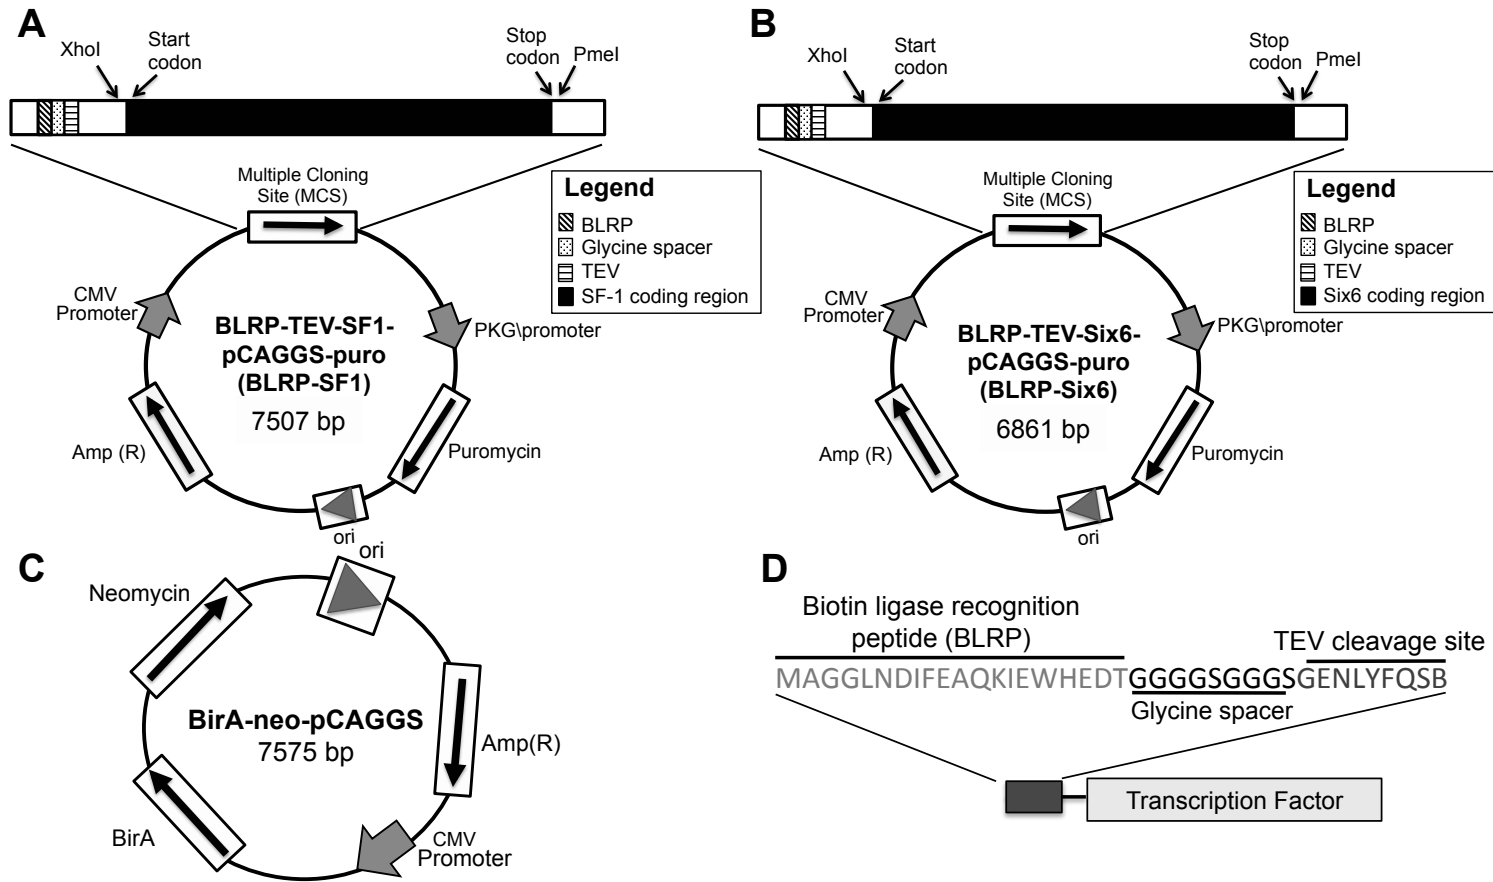 A
XhoI
Start
codon
Stop
codon
PmeI
Multiple Cloning
Site (MCS)
Legend
BLRP
Glycine spacer
TEV
SF-1 coding region
CMV
Promoter
PKG\promoter
BLRP-TEV-SF1-
pCAGGS-puro
(BLRP-SF1)
7507 bp
Amp (R)
Puromycin
ori
B
XhoI
Start
codon
Stop
codon
PmeI
Multiple Cloning
Site (MCS)
Legend
BLRP
Glycine spacer
TEV
Six6 coding region
CMV
Promoter
PKG\promoter
BLRP-TEV-Six6-
pCAGGS-puro
(BLRP-Six6)
6861 bp
Amp (R)
Puromycin
ori
C
ori
Neomycin
BirA-neo-pCAGGS
7575 bp
Amp(R)
BirA
CMV
Promoter
D
Biotin ligase recognition
peptide (BLRP)
TEV cleavage site
MAGGLNDIFEAQKIEWHEDTGGGGSGGGSGENLYFQSB
Glycine spacer
Transcription Factor